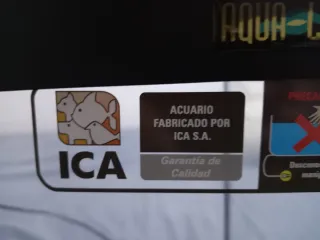 AQUA-L
ICA
ACUARIO
FABRICADO POR
ICA S.A.
Garantía de
Calidad